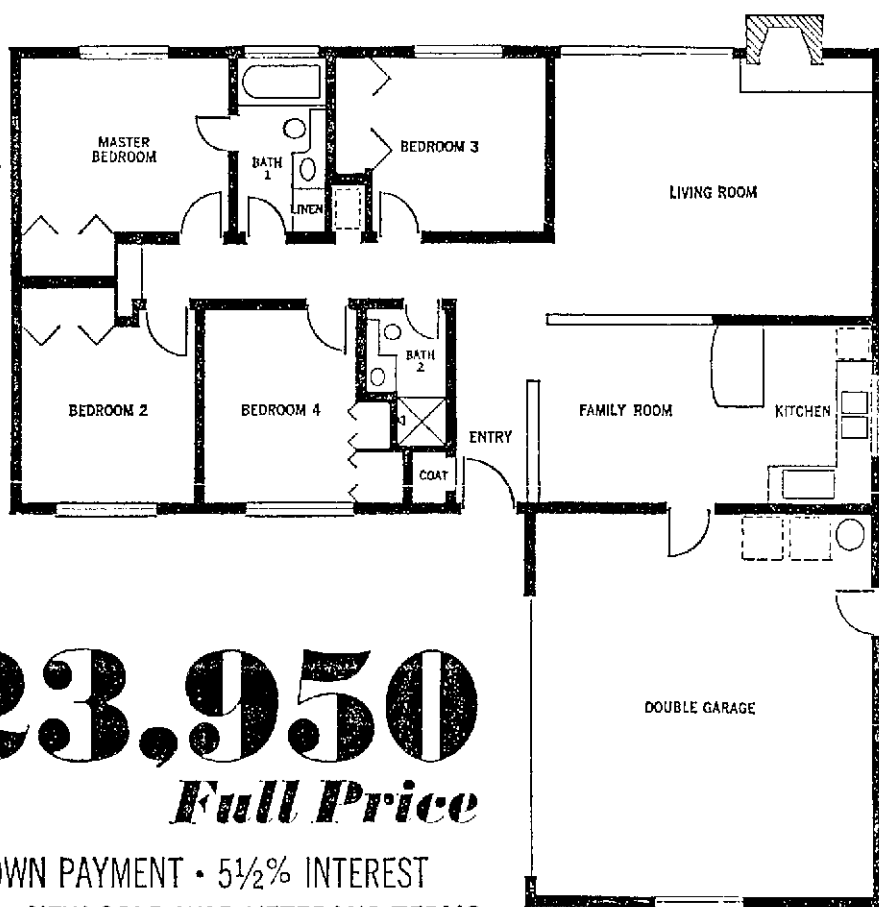 MASTER
BEDROOM
BATH
1
LINEN
BEDROOM 3
LIVING ROOM
BEDROOM 2
BEDROOM 4
BATH
2
ENTRY
COAT
FAMILY ROOM
KITCHEN
DOUBLE GARAGE
23,950
Full Price
OWN PAYMENT • 5½% INTEREST